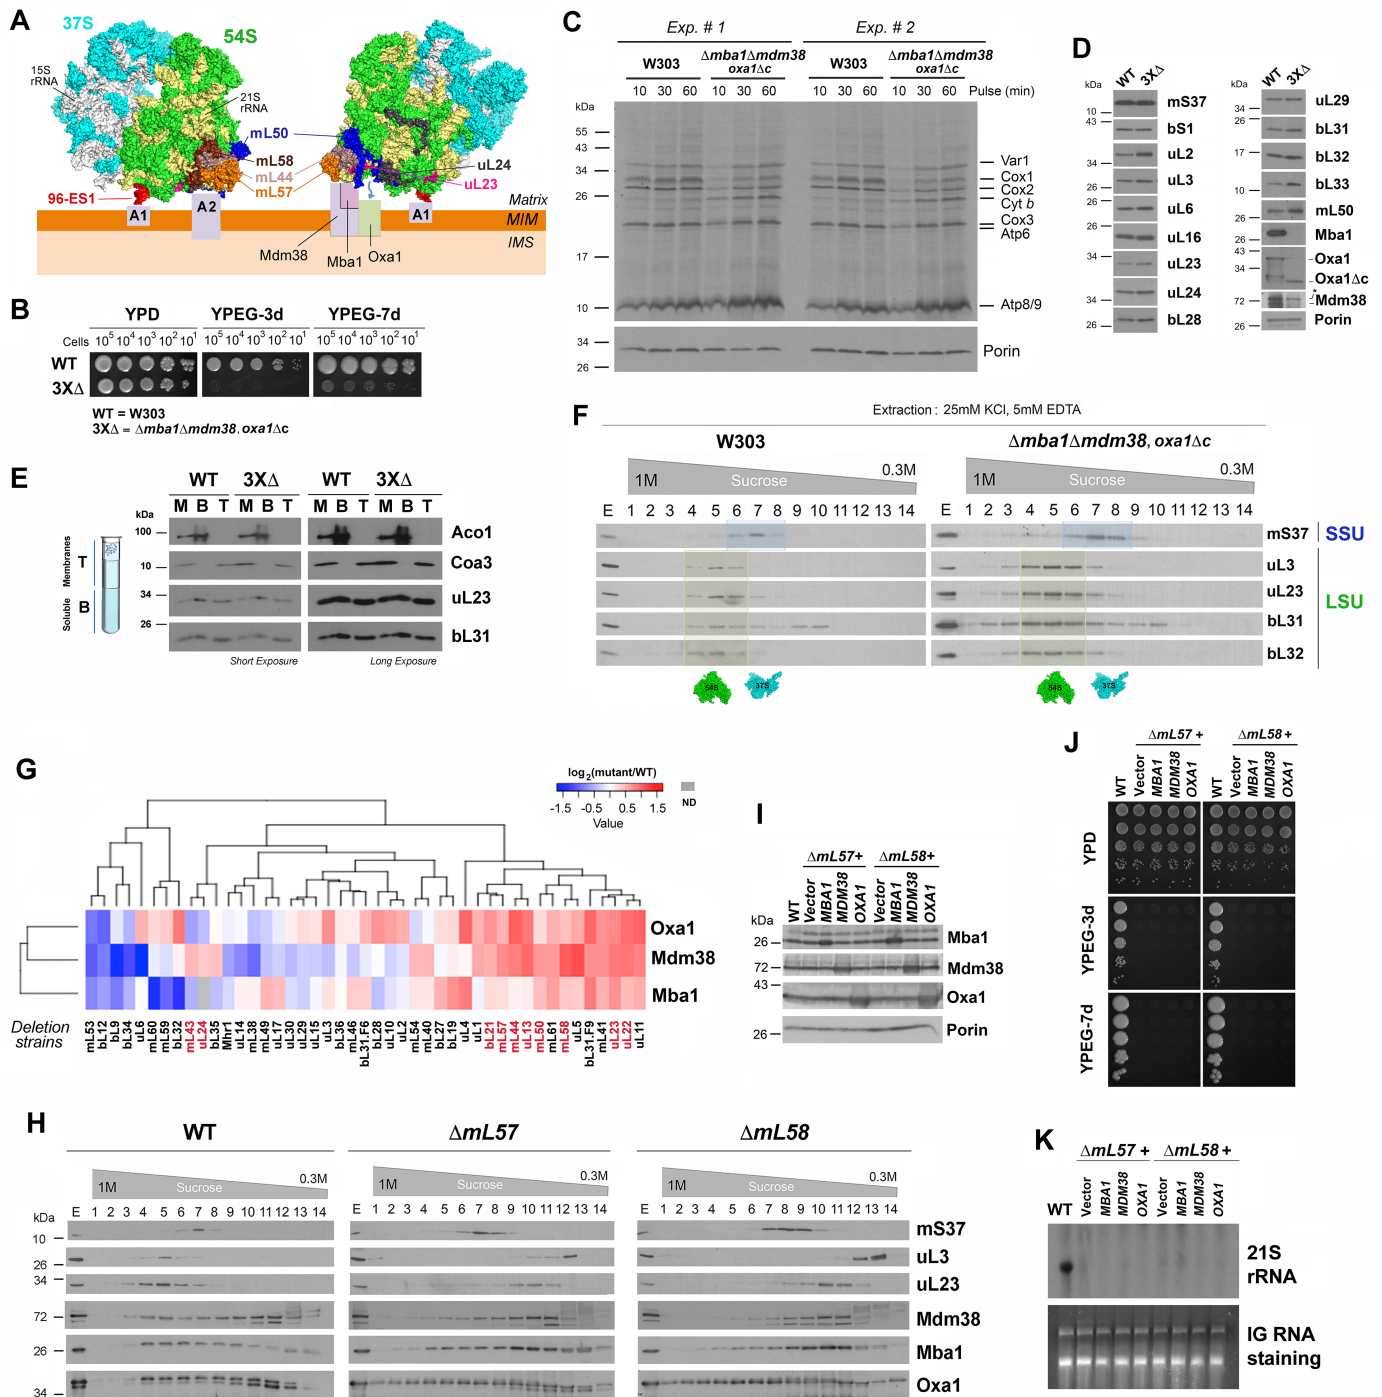 A
37S
54S
15S
rRNA
21S
rRNA
mL50
mL58
mL44
mL57
uL24
uL23
96-ES1
A1
A2
A1
Matrix
MIM
IMS
Mdm38
Mba1
Oxa1
B
YPD YPEG-3d YPEG-7d
Cells 10⁵ 10⁴ 10³ 10² 10¹ 10⁵ 10⁴ 10³ 10² 10¹ 10⁵ 10⁴ 10³ 10² 10¹
WT
3XΔ
WT = W303
3XΔ = Δmba1Δmdm38, oxa1Δc
C
Exp. # 1 Exp. # 2
W303 Δmba1Δmdm38 oxa1Δc W303 Δmba1Δmdm38 oxa1Δc
10 30 60 10 30 60 Pulse (min) 10 30 60 10 30 60 Pulse (min)
kDa
55
43
34
26
17
10
34
26
Var1
Cox1
Cox2
Cyt b
Cox3
Atp6
Atp8/9
Porin
D
kDa WT 3XΔ
10
43
34
26
34
26
mS37
bS1
uL2
uL3
uL6
uL16
uL23
uL24
bL28
kDa WT 3XΔ
34
26
17
10
26
43
34
72
26
uL29
bL31
bL32
bL33
mL50
Mba1
Oxa1
Oxa1Δc
*
Mdm38
Porin
E
WT 3XΔ WT 3XΔ
M B T M B T M B T M B T
kDa
100
10
34
26
Membranes T
Soluble B
Aco1
Coa3
uL23
bL31
Short Exposure Long Exposure
F
Extraction : 25mM KCl, 5mM EDTA
W303 Δmba1Δmdm38, oxa1Δc
1M Sucrose 0.3M 1M Sucrose 0.3M
E 1 2 3 4 5 6 7 8 9 10 11 12 13 14 E 1 2 3 4 5 6 7 8 9 10 11 12 13 14
mS37 SSU
uL3
uL23
bL31
bL32
LSU
54S 37S 54S 37S
G
log2(mutant/WT)
-1.5 -0.5 0.5 1.5
Value
ND
Oxa1
Mdm38
Mba1
Deletion
strains
mL53 bL12 bL9 bL34 uL6 mL60 mL59 bL32 mL43 uL24 bL35 Mhr1 uL14 mL38 mL49 uL17 uL30 uL29 uL15 uL3 bL36 mL46 bL31.F6 bL28 uL10 uL2 mL54 mL40 bL27 bL19 uL4 uL1 bL21 mL57 mL44 uL13 mL50 mL61 mL58 uL5 bL31.F9 mL41 uL23 uL22 uL11
H
WT ΔmL57 ΔmL58
1M Sucrose 0.3M 1M Sucrose 0.3M 1M Sucrose 0.3M
E 1 2 3 4 5 6 7 8 9 10 11 12 13 14 E 1 2 3 4 5 6 7 8 9 10 11 12 13 14 E 1 2 3 4 5 6 7 8 9 10 11 12 13 14
kDa
10
26
34
72
26
34
mS37
uL3
uL23
Mdm38
Mba1
Oxa1
I
ΔmL57+ ΔmL58+
WT Vector MBA1 MDM38 OXA1 Vector MBA1 MDM38 OXA1
kDa
26
72
43
26
Mba1
Mdm38
Oxa1
Porin
J
ΔmL57 + ΔmL58 +
WT Vector MBA1 MDM38 OXA1 WT Vector MBA1 MDM38 OXA1
YPD
YPEG-3d
YPEG-7d
K
ΔmL57 + ΔmL58 +
WT Vector MBA1 MDM38 OXA1 Vector MBA1 MDM38 OXA1
21S
rRNA
IG RNA
staining